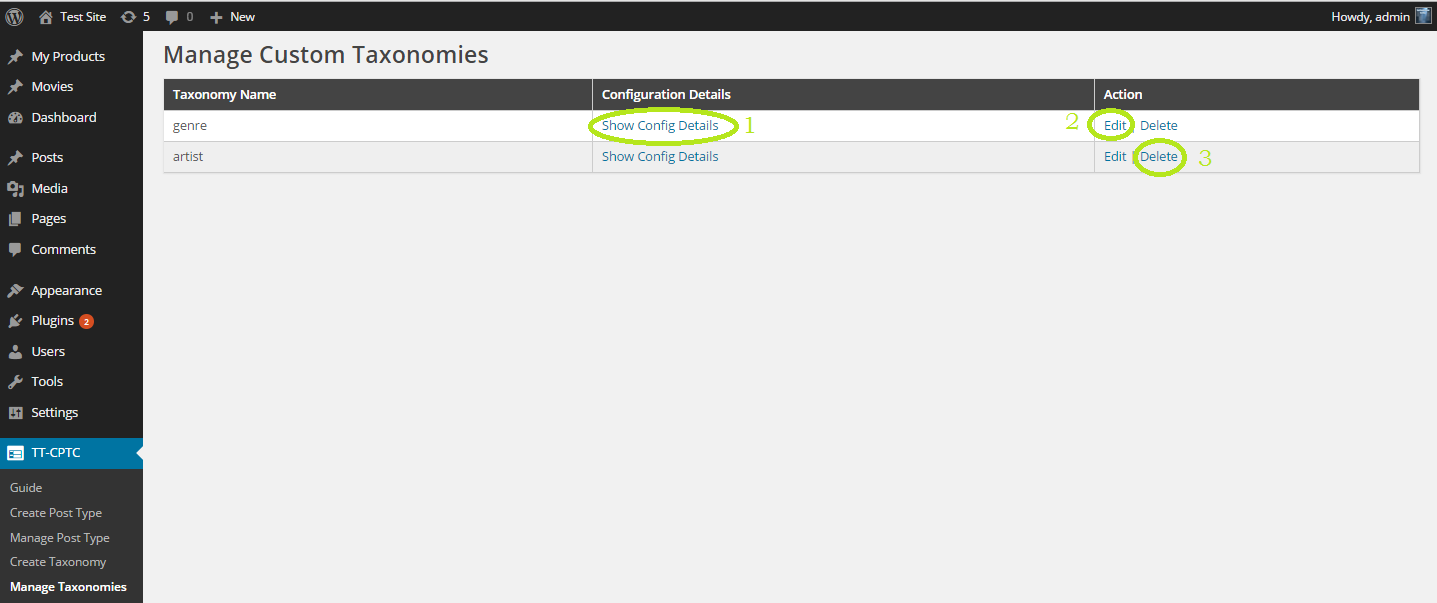 Test Site 5 0 New Howdy, admin
My Products
Movies
Dashboard
Posts
Media
Pages
Comments
Appearance
Plugins 2
Users
Tools
Settings
TT-CPTC
Guide
Create Post Type
Manage Post Type
Create Taxonomy
Manage Taxonomies
Manage Custom Taxonomies
Taxonomy Name Configuration Details Action
genre Show Config Details 1 2 Edit | Delete
artist Show Config Details Edit | Delete 3